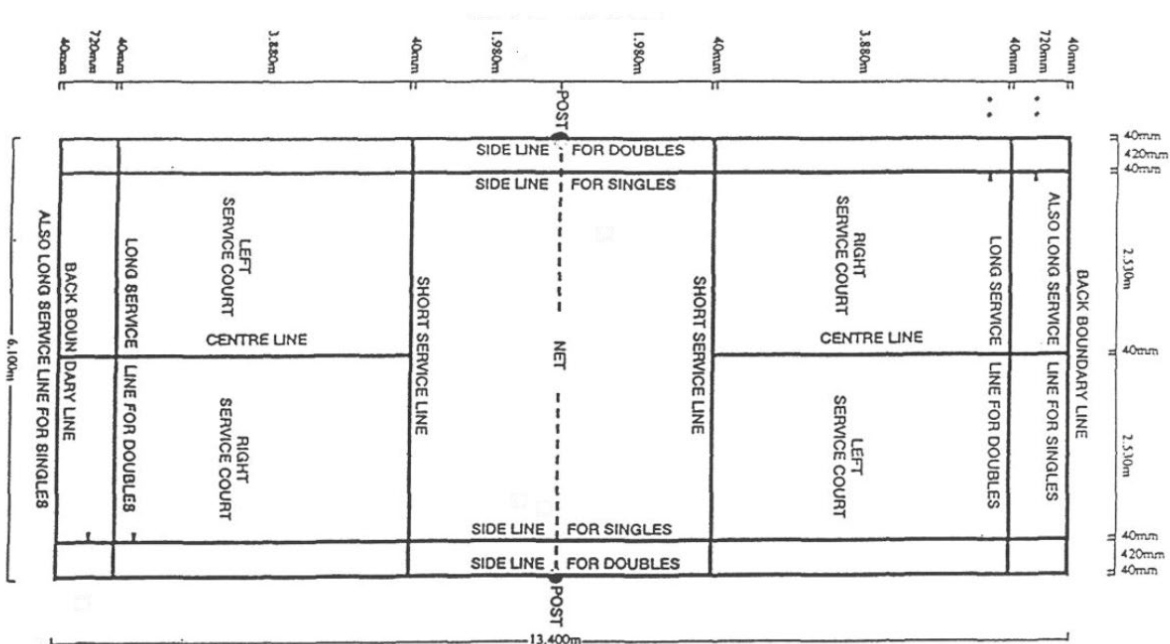 40mm
720mm
40mm
3.880m
40mm
1.980m
1.980m
40mm
3.880m
40mm
720mm
40mm
POST
40mm
420mm
40mm
2.530m
40mm
2.530m
40mm
420mm
40mm
SIDE LINE FOR DOUBLES
SIDE LINE FOR SINGLES
6.100m
ALSO LONG SERVICE LINE FOR SINGLES
BACK BOUNDARY LINE
LONG SERVICE LINE FOR DOUBLES
LEFT
SERVICE COURT
CENTRE LINE
RIGHT
SERVICE COURT
SHORT SERVICE LINE
NET
SHORT SERVICE LINE
RIGHT
SERVICE COURT
CENTRE LINE
LEFT
SERVICE COURT
LONG SERVICE LINE FOR DOUBLES
ALSO LONG SERVICE LINE FOR SINGLES
BACK BOUNDARY LINE
SIDE LINE FOR SINGLES
SIDE LINE FOR DOUBLES
POST
13.400m